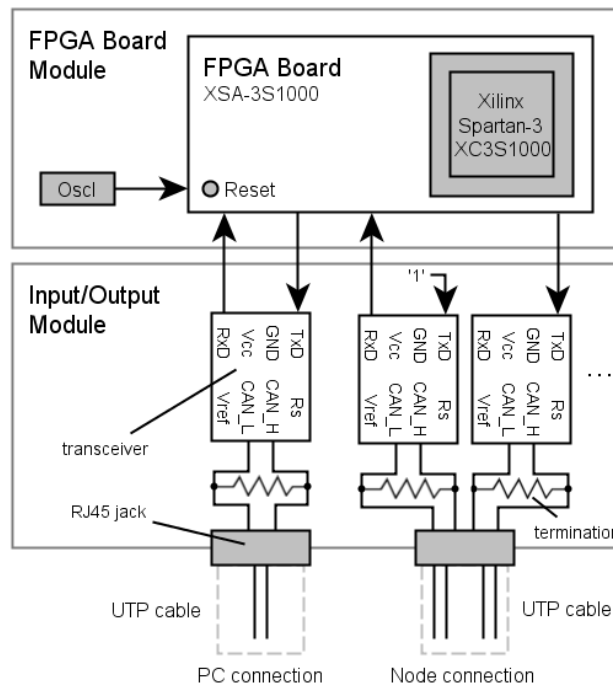 FPGA Board
Module
FPGA Board
XSA-3S1000
Xilinx
Spartan-3
XC3S1000
Oscl
Reset
Input/Output
Module
'1'
RxD
Vcc
GND
TxD
Vref
CAN_L
CAN_H
Rs
RxD
Vcc
GND
TxD
Vref
CAN_L
CAN_H
Rs
RxD
Vcc
GND
TxD
Vref
CAN_L
CAN_H
Rs
...
transceiver
RJ45 jack
termination
UTP cable
UTP cable
PC connection
Node connection